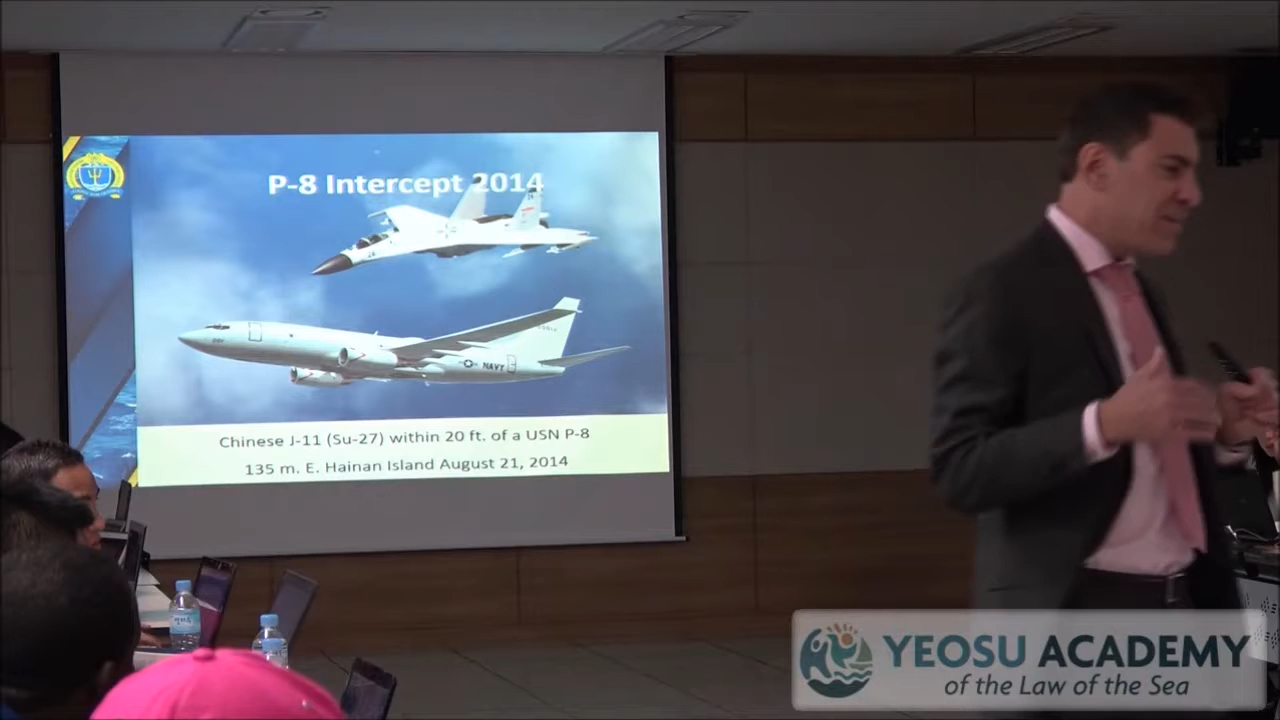 P-8 Intercept 2014
NAVY
Chinese J-11 (Su-27) within 20 ft. of a USN P-8
135 m. E. Hainan Island August 21, 2014
YEOSU ACADEMY
of the Law of the Sea